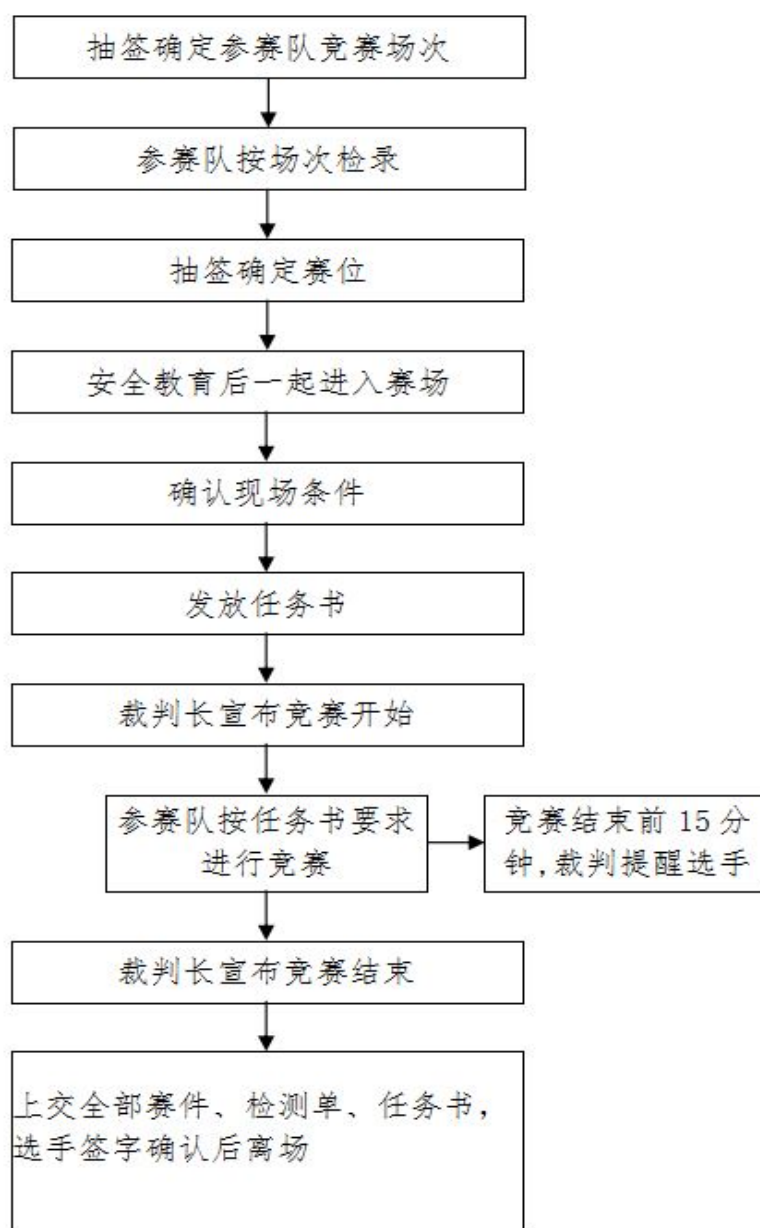 抽签确定参赛队竞赛场次
参赛队按场次检录
抽签确定赛位
安全教育后一起进入赛场
确认现场条件
发放任务书
裁判长宣布竞赛开始
参赛队按任务书要求
进行竞赛
竞赛结束前 15 分
钟,裁判提醒选手
裁判长宣布竞赛结束
上交全部赛件、检测单、任务书，
选手签字确认后离场